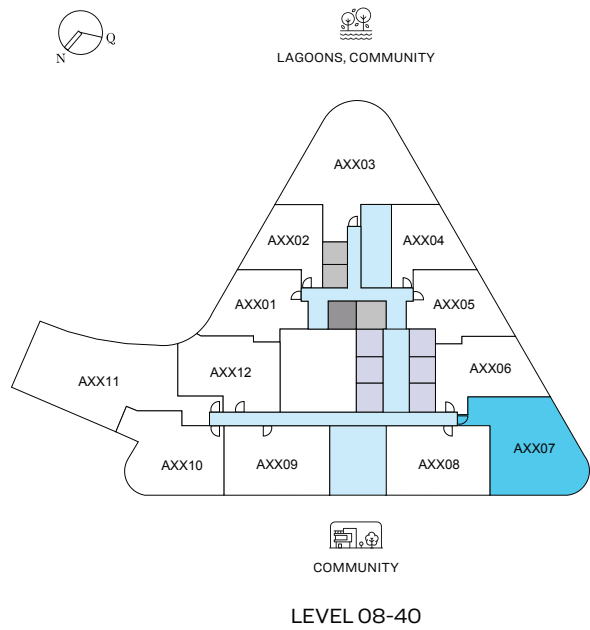 N
Q
LAGOONS, COMMUNITY
AXX03
AXX02
AXX04
AXX01
AXX05
AXX11
AXX12
AXX06
AXX07
AXX10
AXX09
AXX08
COMMUNITY
LEVEL 08-40